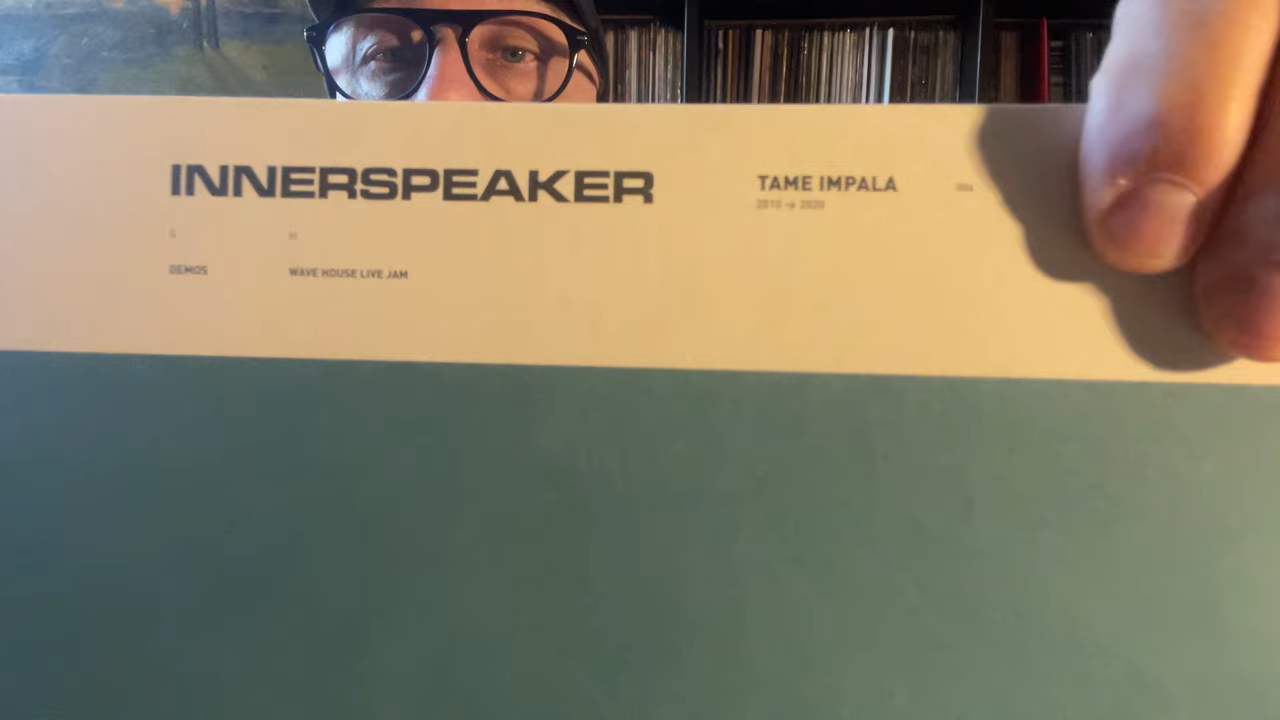 INNERSPEAKER
TAME IMPALA
2010 → 2020
G
H
DEMOS
WAVE HOUSE LIVE JAM